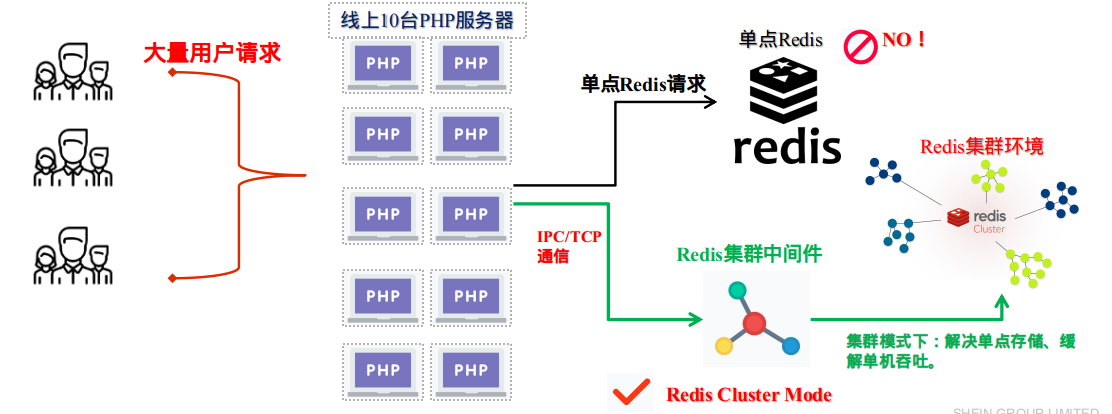 线上10台PHP服务器
大量用户请求
PHP PHP
PHP PHP
PHP PHP
PHP PHP
PHP PHP
单点Redis请求
单点Redis
NO！
redis
Redis集群环境
redis
Cluster
IPC/TCP
通信
Redis集群中间件
集群模式下：解决单点存储、缓
解单机吞吐。
Redis Cluster Mode
SHEIN GROUP LIMITED